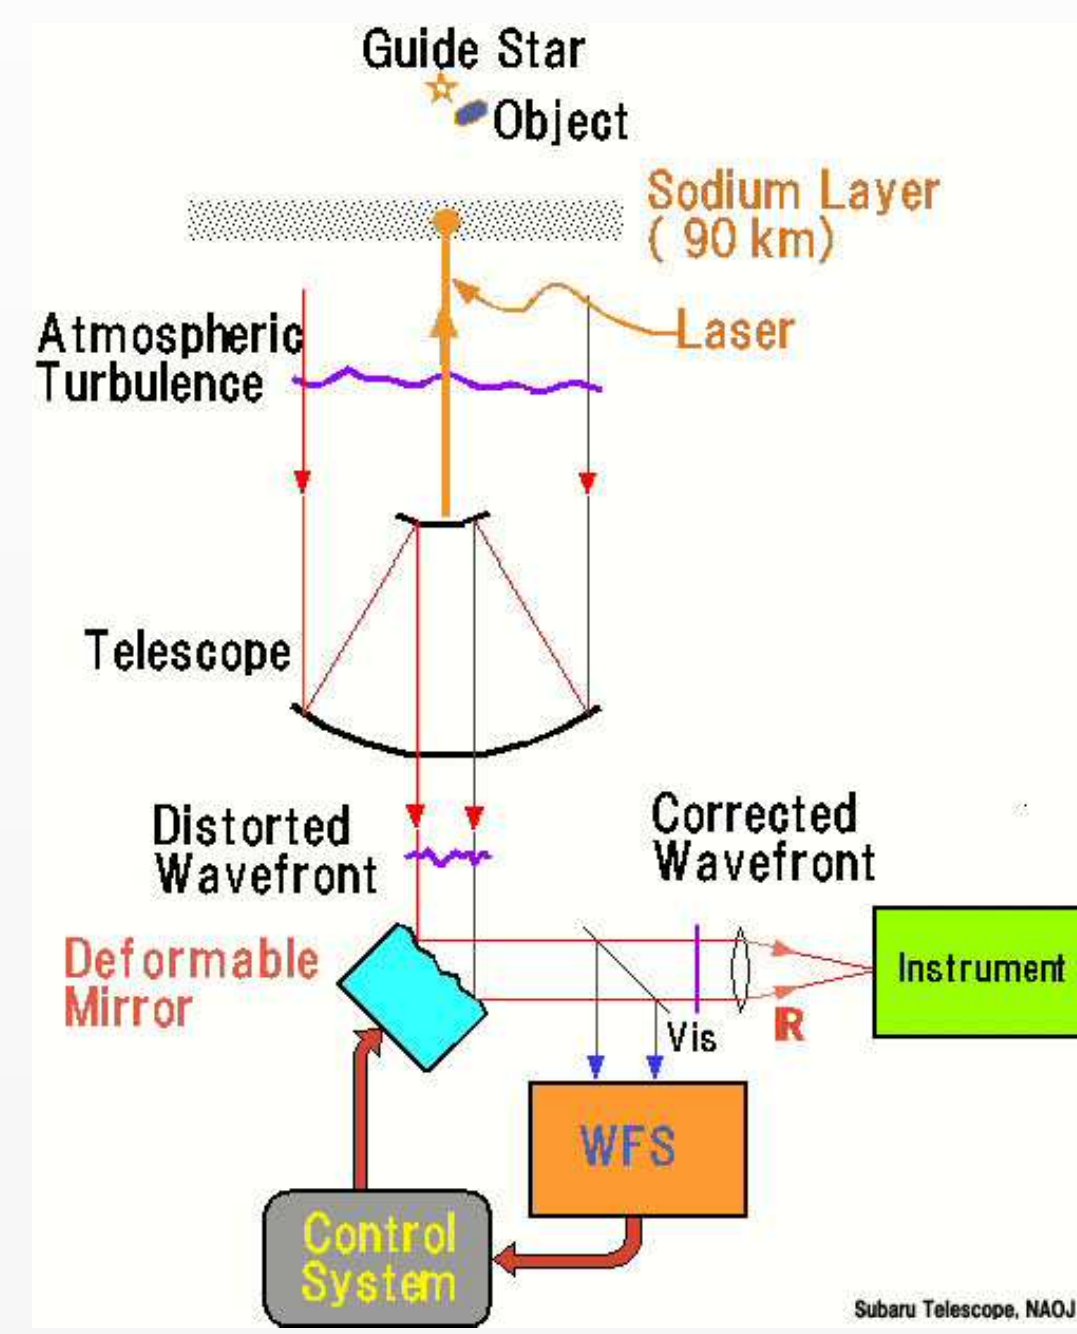 Guide Star
Object
Sodium Layer
( 90 km)
Laser
Atmospheric
Turbulence
Telescope
Distorted
Wavefront
Corrected
Wavefront
Deformable
Mirror
Instrument
Vis
IR
WFS
Control
System
Subaru Telescope, NAOJ